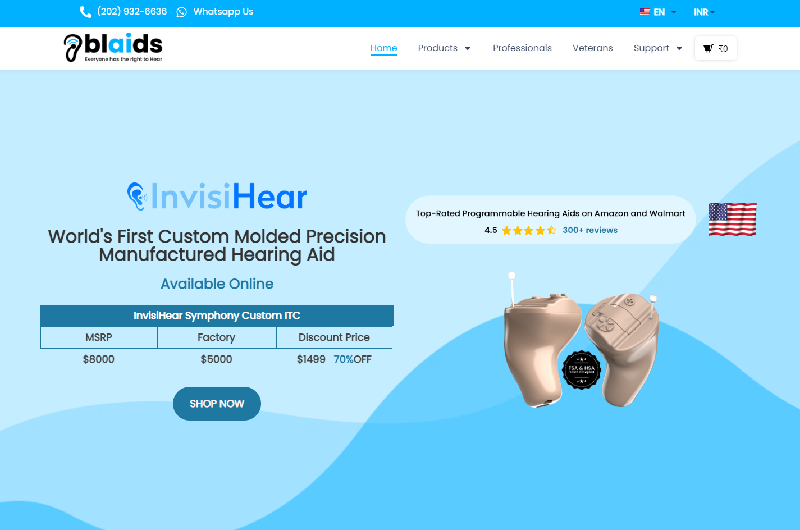 (202) 932-6636 Whatsapp Us
EN INR
blaids
Everyone has the right to Hear
Home Products Professionals Veterans Support ₹0
InvisiHear
World's First Custom Molded Precision
Manufactured Hearing Aid
Available Online
InvisiHear Symphony Custom ITC
MSRP Factory Discount Price
$8000 $5000 $1499 70%OFF
SHOP NOW
Top-Rated Programmable Hearing Aids on Amazon and Walmart
4.5 300+ reviews
FSA & HSA